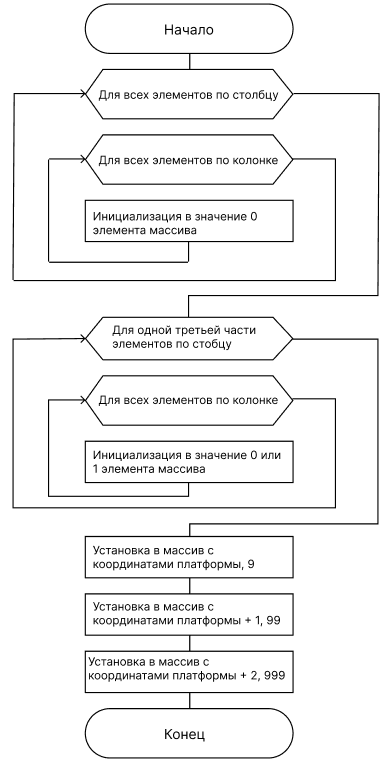 Начало
Для всех элементов по столбцу
Для всех элементов по колонке
Инициализация в значение 0
элемента массива
Для одной третьей части
элементов по стобцу
Для всех элементов по колонке
Инициализация в значение 0 или
1 элемента массива
Установка в массив с
координатами платформы, 9
Установка в массив с
координатами платформы + 1, 99
Установка в массив с
координатами платформы + 2, 999
Конец